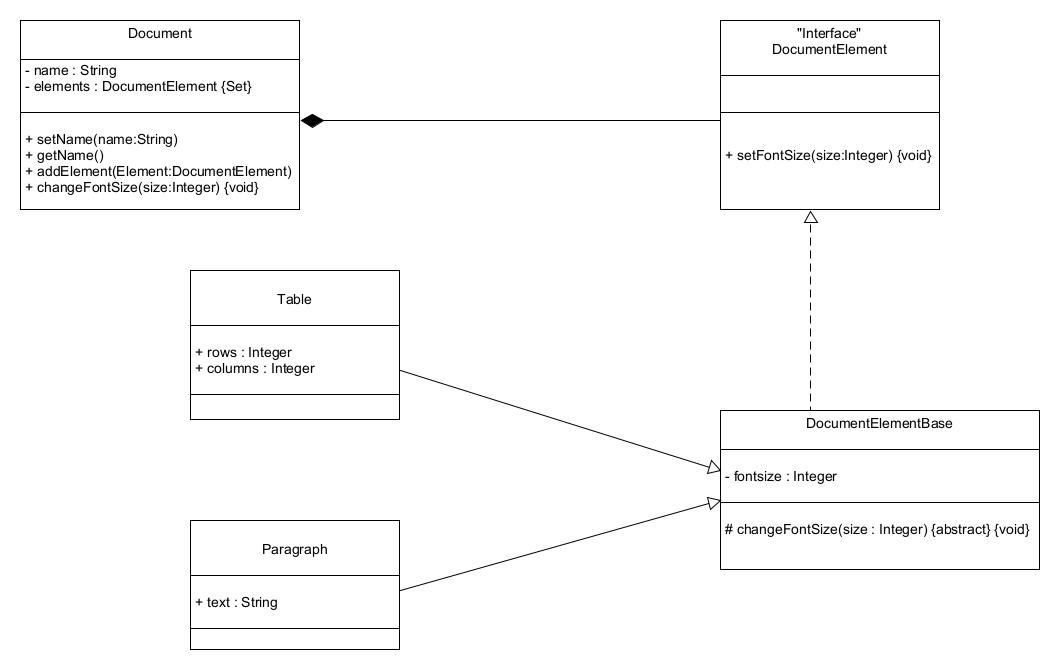 Document
- name : String
- elements : DocumentElement {Set}
+ setName(name:String)
+ getName()
+ addElement(Element:DocumentElement)
+ changeFontSize(size:Integer) {void}
"Interface"
DocumentElement
+ setFontSize(size:Integer) {void}
Table
+ rows : Integer
+ columns : Integer
DocumentElementBase
- fontsize : Integer
# changeFontSize(size : Integer) {abstract} {void}
Paragraph
+ text : String